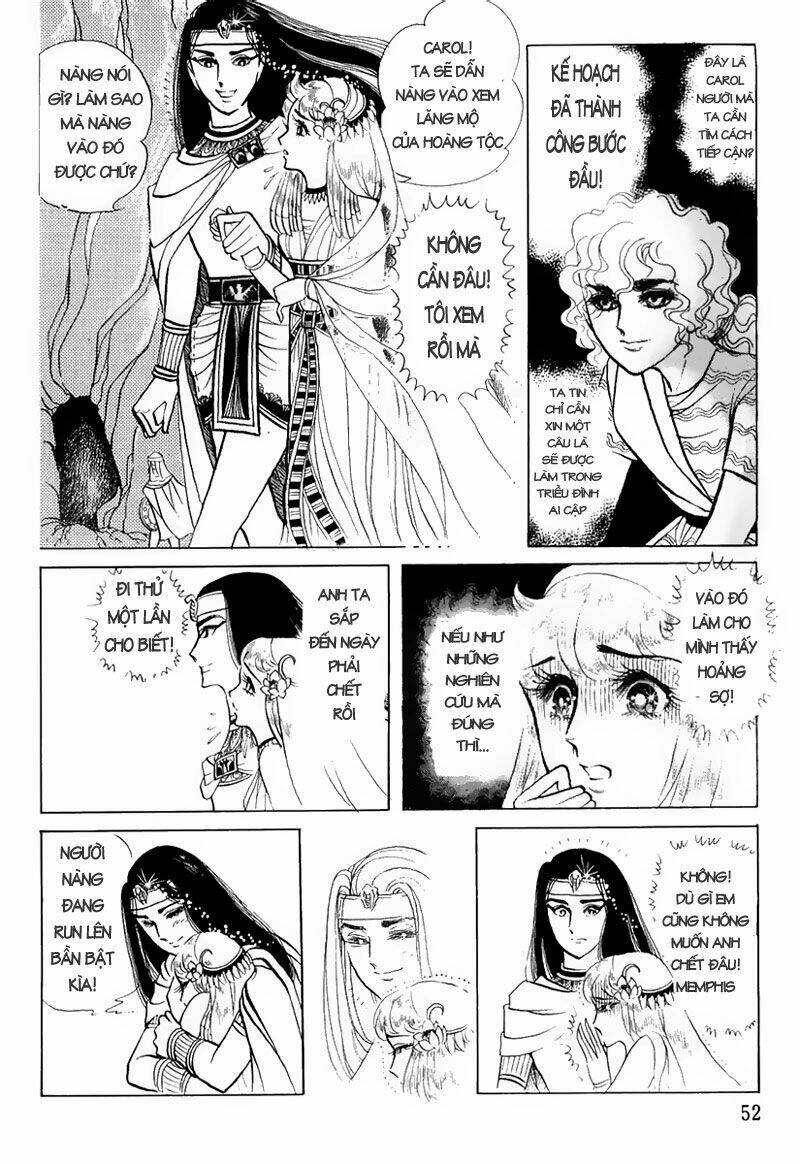 ĐÂY LÀ
CAROL
NGƯỜI MÀ
TA CẦN
TÌM CÁCH
TIẾP CẬN?
KẾ HOẠCH
ĐÃ THÀNH
CÔNG BƯỚC
ĐẦU!
TA TIN
CHỈ CẦN
XIN MỘT
CÂU LÀ
SẼ ĐƯỢC
LÀM TRONG
TRIỀU ĐÌNH
AI CẬP
CAROL!
TA SẼ DẪN
NÀNG VÀO XEM
LĂNG MỘ
CỦA HOÀNG TỘC
KHÔNG
CẦN ĐÂU!
TÔI XEM
RỒI MÀ
NÀNG NÓI
GÌ? LÀM SAO
MÀ NÀNG
VÀO ĐÓ
ĐƯỢC CHỨ?
VÀO ĐÓ
LÀM CHO
MÌNH THẤY
HOẢNG
SỢ!
NẾU NHƯ
NHỮNG
NGHIÊN
CỨU MÀ
ĐÚNG
THÌ...
ANH TA
SẮP
ĐẾN NGÀY
PHẢI
CHẾT
RỒI
ĐI THỬ
MỘT LẦN
CHO BIẾT!
KHÔNG!
DÙ GÌ EM
CŨNG KHÔNG
MUỐN ANH
CHẾT ĐÂU!
MEMPHIS
NGƯỜI
NÀNG
ĐANG
RUN LÊN
BẦN BẬT
KÌA!
52